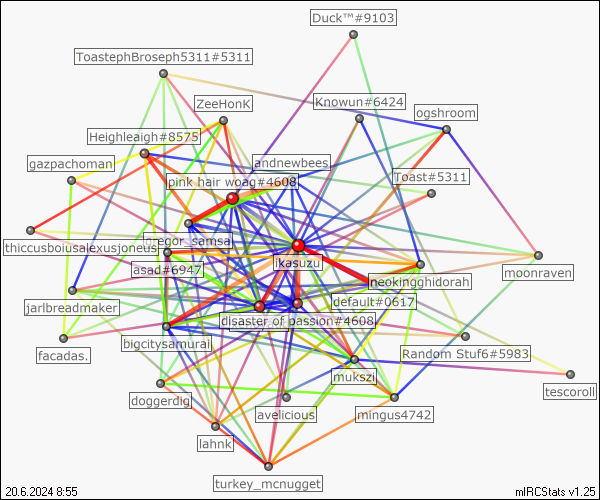 Duck™#9103
ToastephBroseph5311#5311
ZeeHonK
Knowun#6424
ogshroom
Heighleigh#8575
andnewbees
gazpachoman
pink hair woag#4608
Toast#5311
thiccusboiusalexusjoneus
gregor_samsa
ikasuzu
asad#6947
neokingghidorah
moonraven
default#0617
jarlbreadmaker
disaster of passion#4608
bigcitysamurai
facadas.
Random Stuf6#5983
mukszi
tescoroll
doggerdig
avelicious
mingus4742
lahnk
turkey_mcnugget
20.6.2024 8:55
mIRCStats v1.25